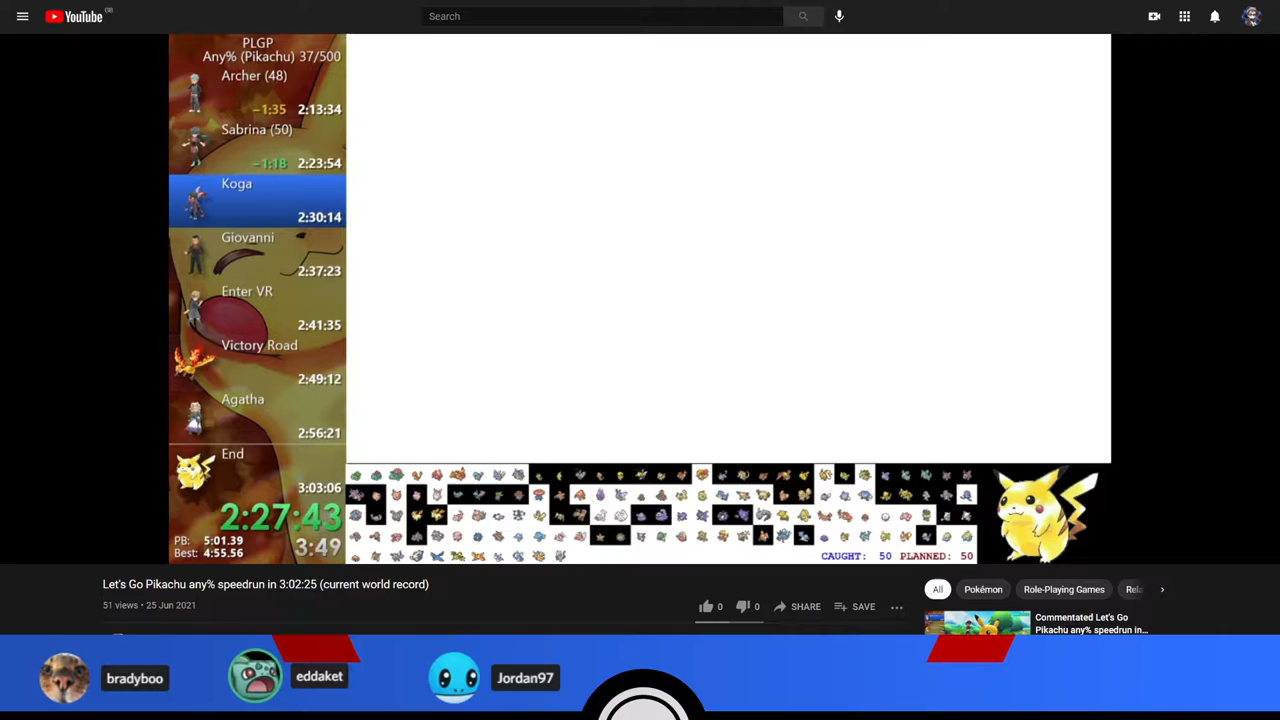 YouTube GB
Search
PLGP
Any% (Pikachu) 37/500
Archer (48)
−1:35 2:13:34
Sabrina (50)
−1:18 2:23:54
Koga
2:30:14
Giovanni
2:37:23
Enter VR
2:41:35
Victory Road
2:49:12
Agatha
2:56:21
End
3:03:06
2:27:43
PB: 5:01.39
Best: 4:55.56
3:49
CAUGHT: 50 PLANNED: 50
Let's Go Pikachu any% speedrun in 3:02:25 (current world record)
51 views • 25 Jun 2021
0 0 SHARE SAVE
All Pokémon Role-Playing Games
Commentated Let's Go
Pikachu any% speedrun in...
bradyboo
eddaket
Jordan97